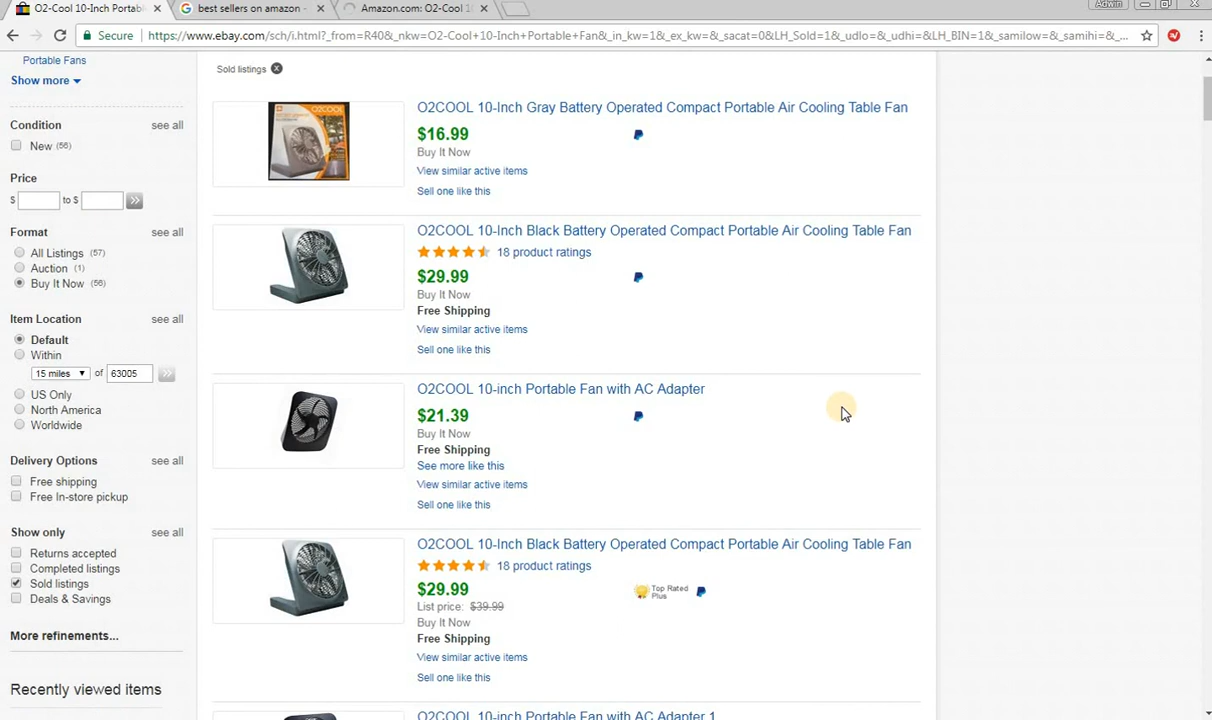 O2-Cool 10-Inch Portabl
best sellers on amazon -
Amazon.com: O2-Cool 1
Admin
Secure
https://www.ebay.com/sch/i.html?_from=R40&_nkw=O2-Cool+10-Inch+Portable+Fan&_in_kw=1&_ex_kw=&_sacat=0&LH_Sold=1&_udlo=&_udhi=&LH_BIN=1&_samilow=&_samihi=&_...
Portable Fans
Show more
Condition see all
New (56)
Price
$ to $
Format see all
All Listings (57)
Auction (1)
Buy It Now (56)
Item Location see all
Default
Within
15 miles of 63005
US Only
North America
Worldwide
Delivery Options see all
Free shipping
Free In-store pickup
Show only see all
Returns accepted
Completed listings
Sold listings
Deals & Savings
More refinements...
Recently viewed items
Sold listings
O2COOL 10-Inch Gray Battery Operated Compact Portable Air Cooling Table Fan
$16.99
Buy It Now
View similar active items
Sell one like this
O2COOL 10-Inch Black Battery Operated Compact Portable Air Cooling Table Fan
18 product ratings
$29.99
Buy It Now
Free Shipping
View similar active items
Sell one like this
O2COOL 10-inch Portable Fan with AC Adapter
$21.39
Buy It Now
Free Shipping
See more like this
View similar active items
Sell one like this
O2COOL 10-Inch Black Battery Operated Compact Portable Air Cooling Table Fan
18 product ratings
$29.99
Top Rated
Plus
List price: $39.99
Buy It Now
Free Shipping
View similar active items
Sell one like this
O2COOL 10-inch Portable Fan with AC Adapter 1